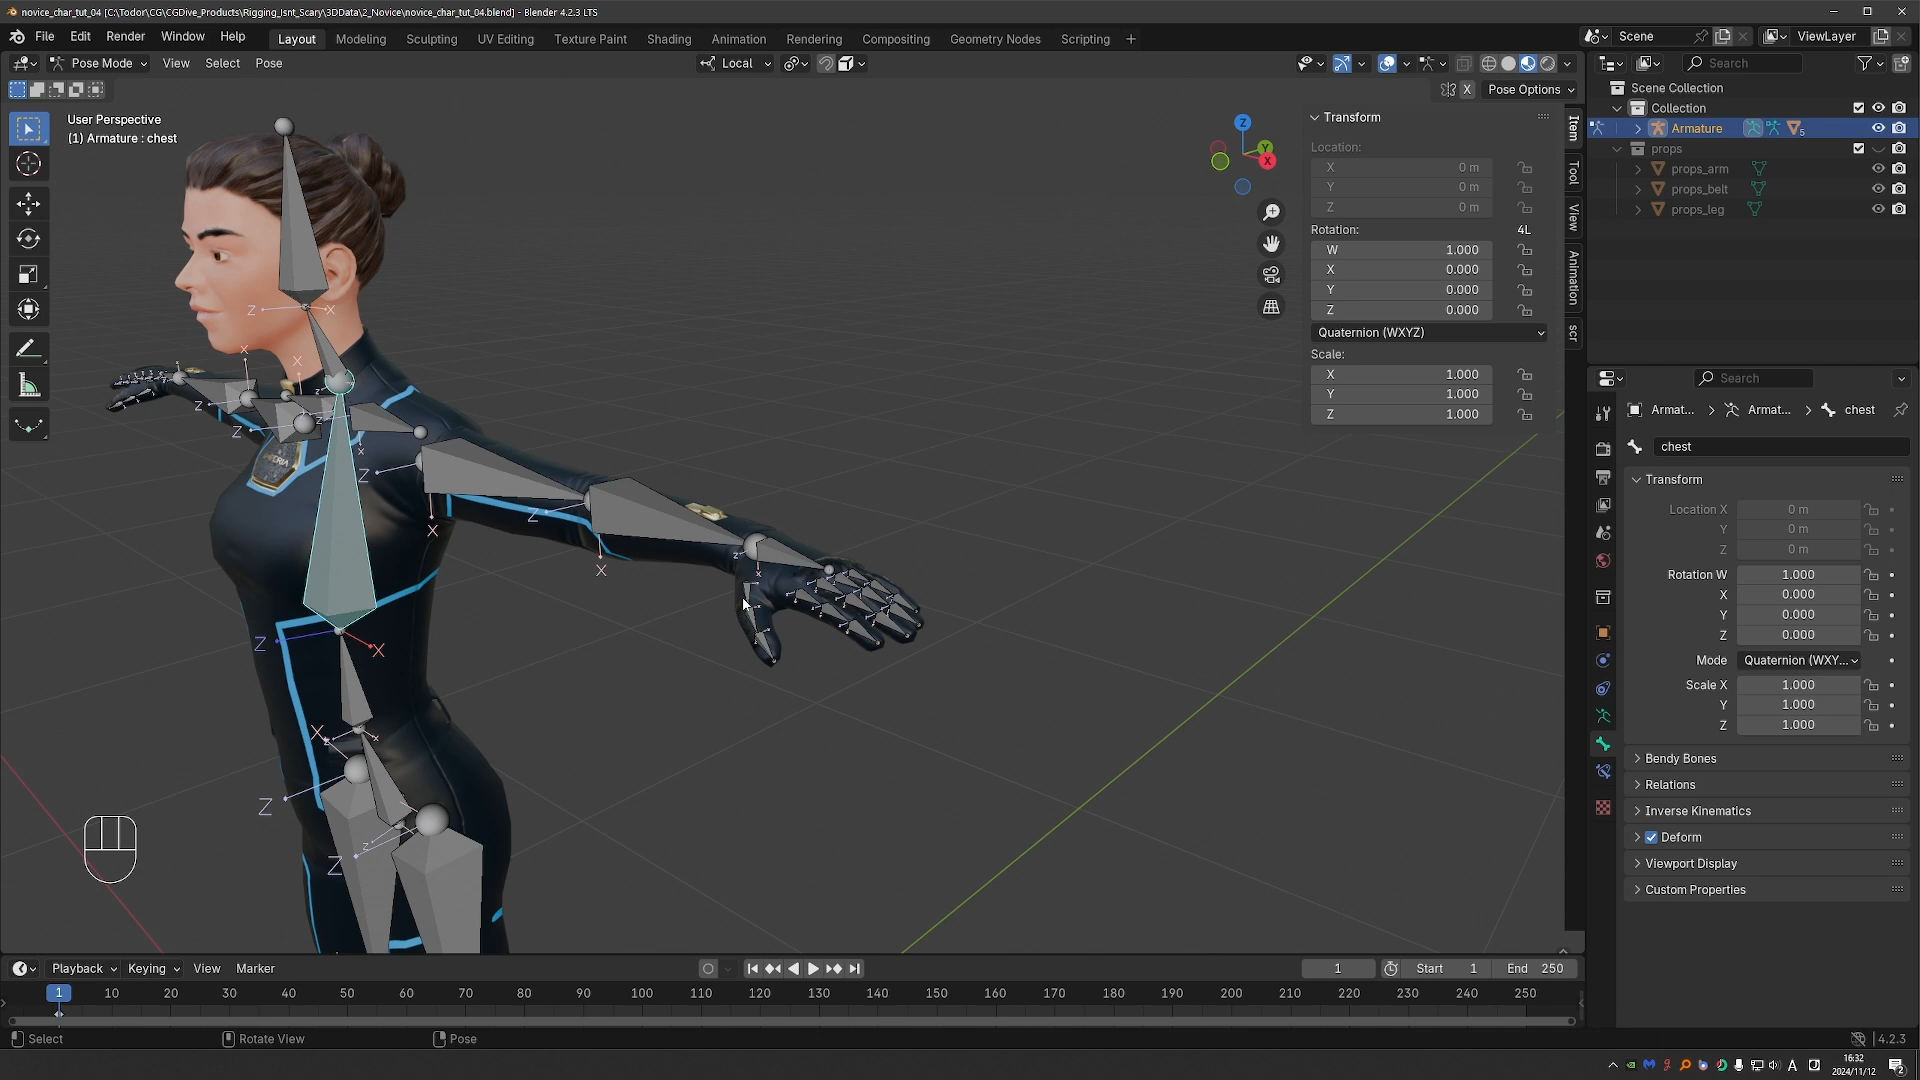 novice_char_tut_04 [C:\Todor\CG\CGDive_Products\Rigging_Isnt_Scary\3DData\2_Novice\novice_char_tut_04.blend] - Blender 4.2.3 LTS
File Edit Render Window Help Layout Modeling Sculpting UV Editing Texture Paint Shading Animation Rendering Compositing Geometry Nodes Scripting + Scene ViewLayer
Pose Mode View Select Pose Local Search
X Pose Options Scene Collection
User Perspective
(1) Armature : chest
Collection
Armature 5
props
props_arm
props_belt
props_leg
Transform
Location:
X 0 m
Y 0 m
Z 0 m
Rotation: 4L
W 1.000
X 0.000
Y 0.000
Z 0.000
Quaternion (WXYZ)
Scale:
X 1.000
Y 1.000
Z 1.000
Item
Tool
View
Animation
scr
Search
Armat... > Armat... > chest
chest
Transform
Location X 0 m
Y 0 m
Z 0 m
Rotation W 1.000
X 0.000
Y 0.000
Z 0.000
Mode Quaternion (WXY...
Scale X 1.000
Y 1.000
Z 1.000
Bendy Bones
Relations
Inverse Kinematics
Deform
Viewport Display
Custom Properties
Playback Keying View Marker 1 Start 1 End 250
1 10 20 30 40 50 60 70 80 90 100 110 120 130 140 150 160 170 180 190 200 210 220 230 240 250
Select Rotate View Pose 4.2.3
A 16:32
2024/11/12 2